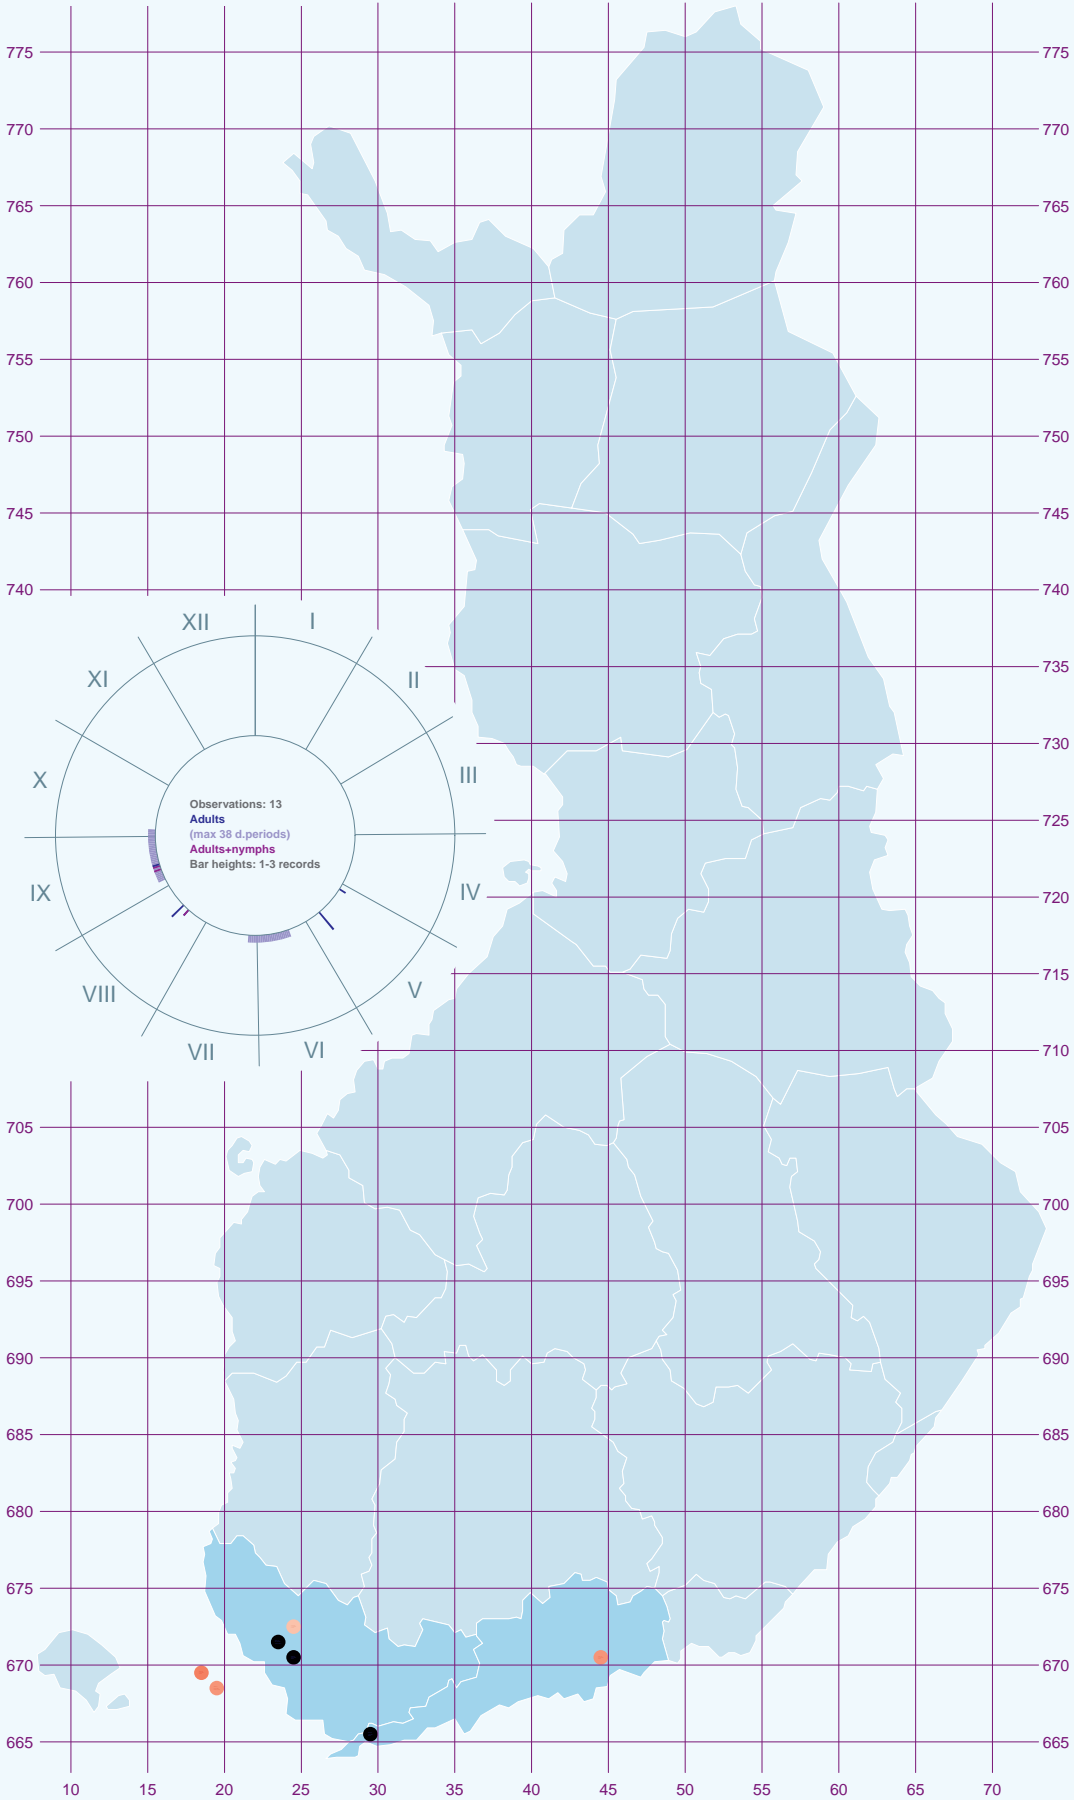 775 775
770 770
765 765
760 760
755 755
750 750
745 745
740 740
XII I
735
XI II
730
X III
Observations: 13
Adults
(max 38 d.periods)
Adults+nymphs
Bar heights: 1-3 records
725
IX IV
720
VIII V
715
VII VI
710
705 705
700 700
695 695
690 690
685 685
680 680
675 675
670 670
665 665
10 15 20 25 30 35 40 45 50 55 60 65 70